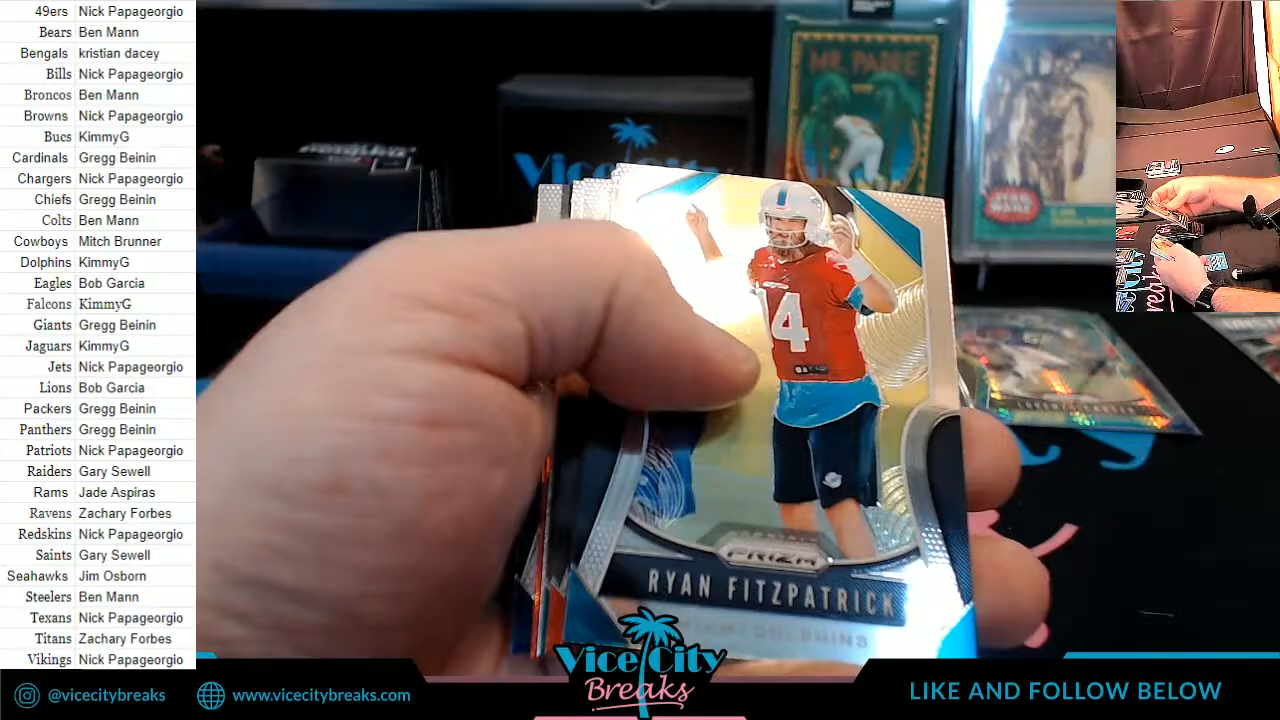 49ers Nick Papageorgio
Bears Ben Mann
Bengals kristian dacey
Bills Nick Papageorgio
Broncos Ben Mann
Browns Nick Papageorgio
Bucs KimmyG
Cardinals Gregg Beinin
Chargers Nick Papageorgio
Chiefs Gregg Beinin
Colts Ben Mann
Cowboys Mitch Brunner
Dolphins KimmyG
Eagles Bob Garcia
Falcons KimmyG
Giants Gregg Beinin
Jaguars KimmyG
Jets Nick Papageorgio
Lions Bob Garcia
Packers Gregg Beinin
Panthers Gregg Beinin
Patriots Nick Papageorgio
Raiders Gary Sewell
Rams Jade Aspiras
Ravens Zachary Forbes
Redskins Nick Papageorgio
Saints Gary Sewell
Seahawks Jim Osborn
Steelers Ben Mann
Texans Nick Papageorgio
Titans Zachary Forbes
Vikings Nick Papageorgio
MR. PADRE
STAR WARS
14
PRIZM
RYAN FITZPATRICK
DOLPHINS
Vice City
Breaks
@vicecitybreaks
www.vicecitybreaks.com
LIKE AND FOLLOW BELOW